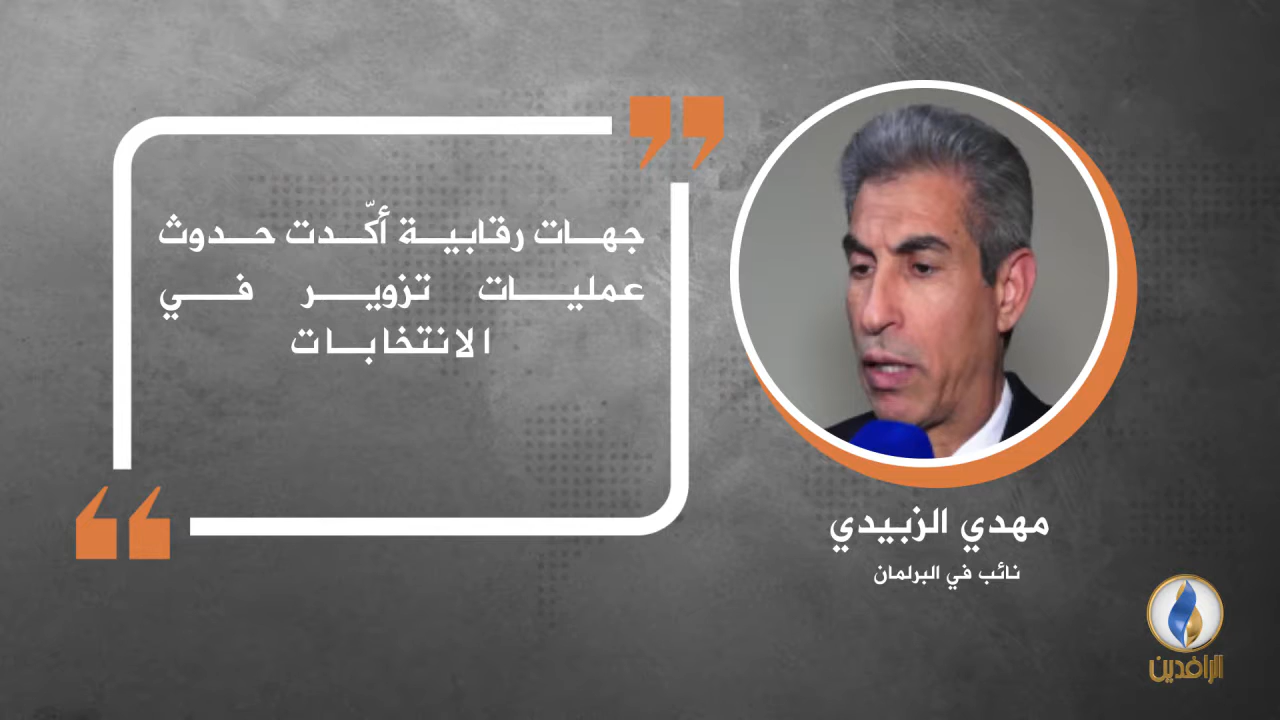 جهات رقابية أكّدت حدوث
عمليات تزوير في
الانتخابات
مهدي الزبيدي
نائب في البرلمان
الرافدين